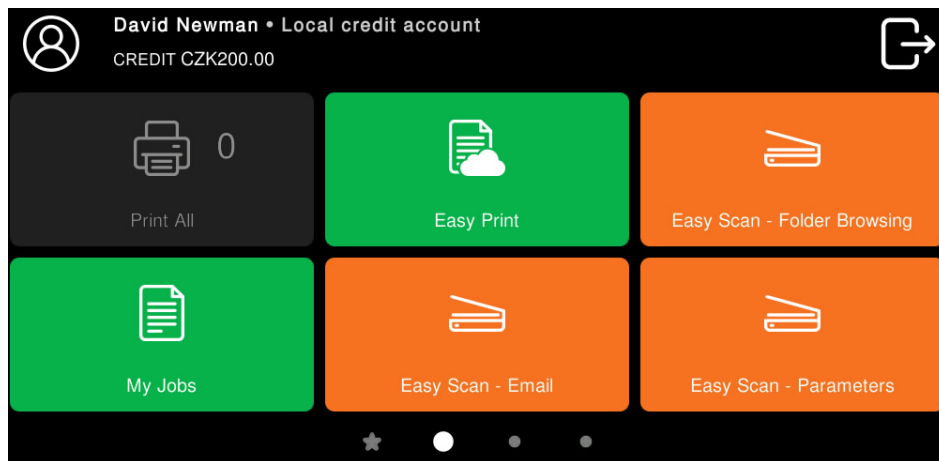 David Newman • Local credit account
CREDIT CZK200.00
0
Print All
Easy Print
Easy Scan - Folder Browsing
My Jobs
Easy Scan - Email
Easy Scan - Parameters